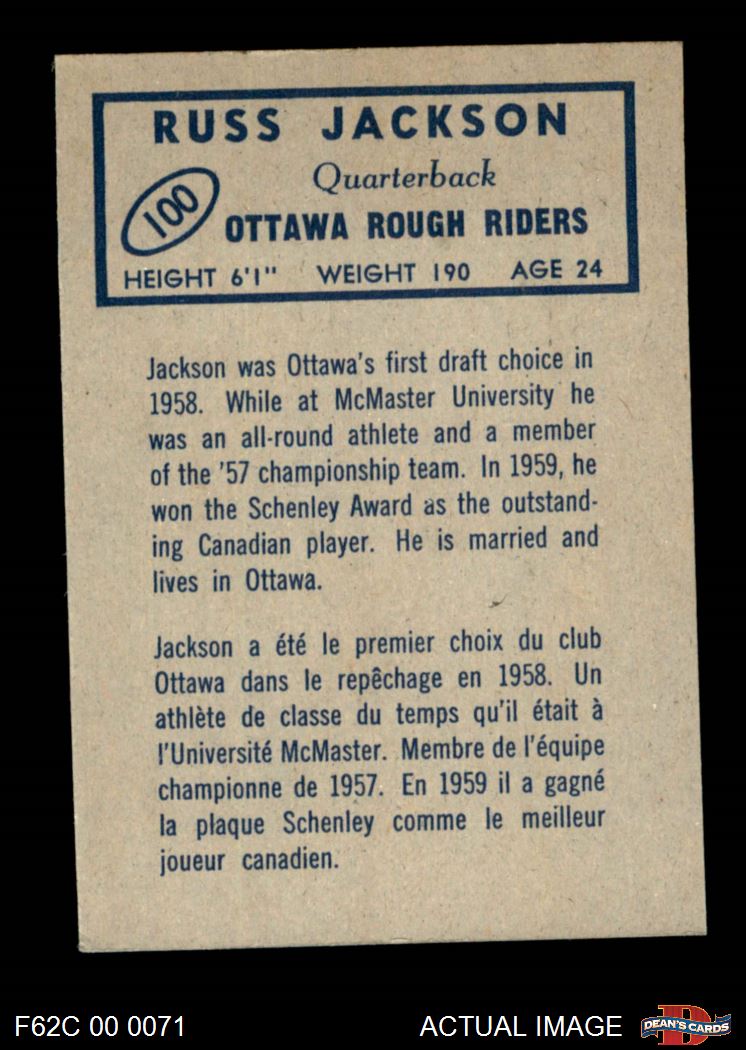 RUSS JACKSON
Quarterback
100
OTTAWA ROUGH RIDERS
HEIGHT 6'1" WEIGHT 190 AGE 24
Jackson was Ottawa's first draft choice in
1958. While at McMaster University he
was an all-round athlete and a member
of the '57 championship team. In 1959, he
won the Schenley Award as the outstand-
ing Canadian player. He is married and
lives in Ottawa.
Jackson a été le premier choix du club
Ottawa dans le repêchage en 1958. Un
athlète de classe du temps qu'il était à
l'Université McMaster. Membre de l'équipe
championne de 1957. En 1959 il a gagné
la plaque Schenley comme le meilleur
joueur canadien.
F62C 00 0071 ACTUAL IMAGE
D
DEAN'S CARDS